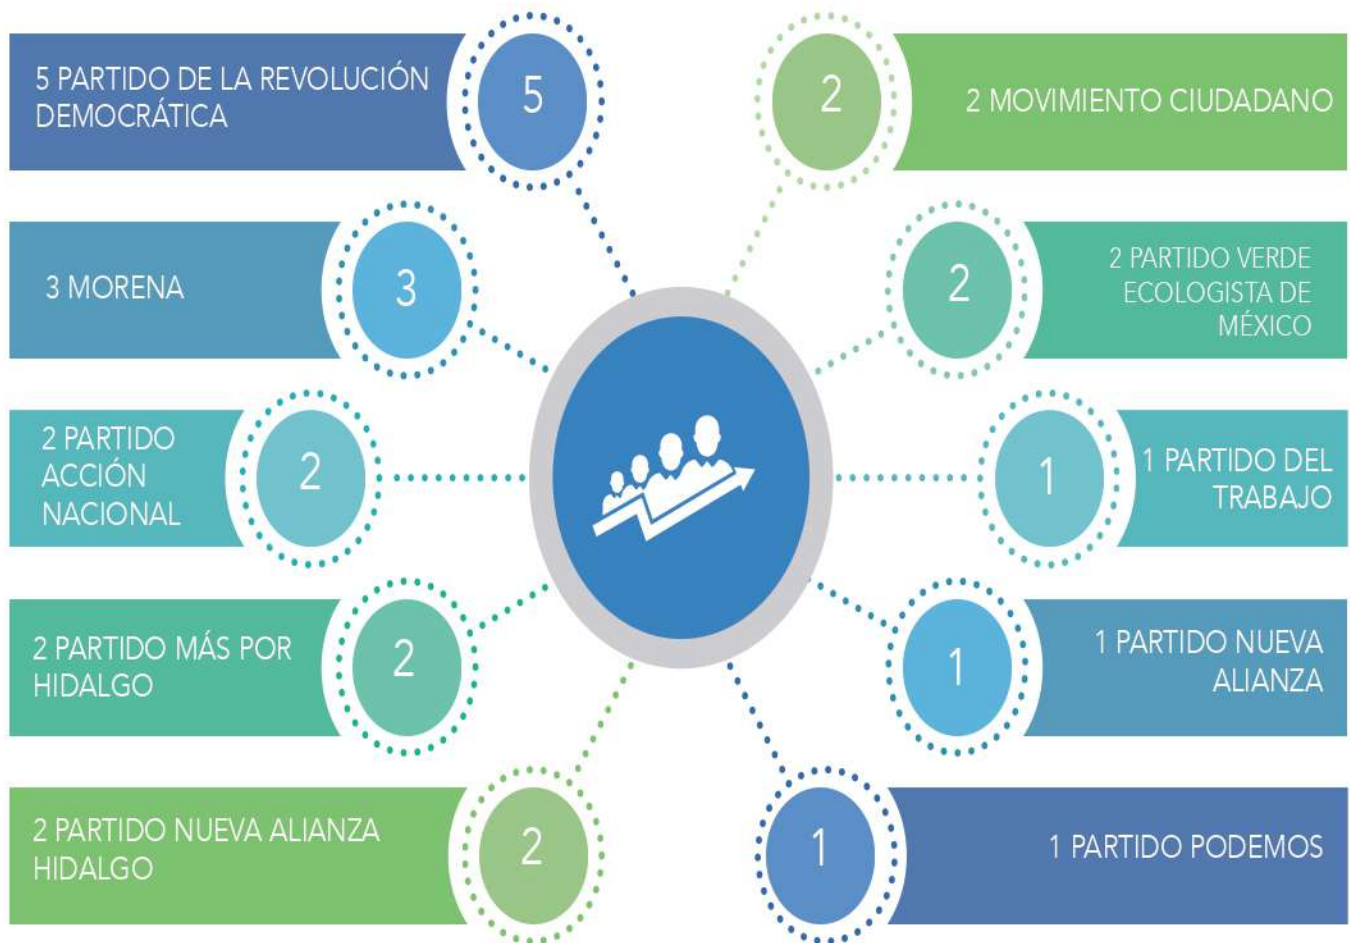 5 PARTIDO DE LA REVOLUCIÓN
DEMOCRÁTICA
5
2
2 MOVIMIENTO CIUDADANO
3 MORENA
3
2
2 PARTIDO VERDE
ECOLOGISTA DE
MÉXICO
2 PARTIDO
ACCIÓN
NACIONAL
2
1
1 PARTIDO DEL
TRABAJO
2 PARTIDO MÁS POR
HIDALGO
2
1
1 PARTIDO NUEVA
ALIANZA
2 PARTIDO NUEVA ALIANZA
HIDALGO
2
1
1 PARTIDO PODEMOS